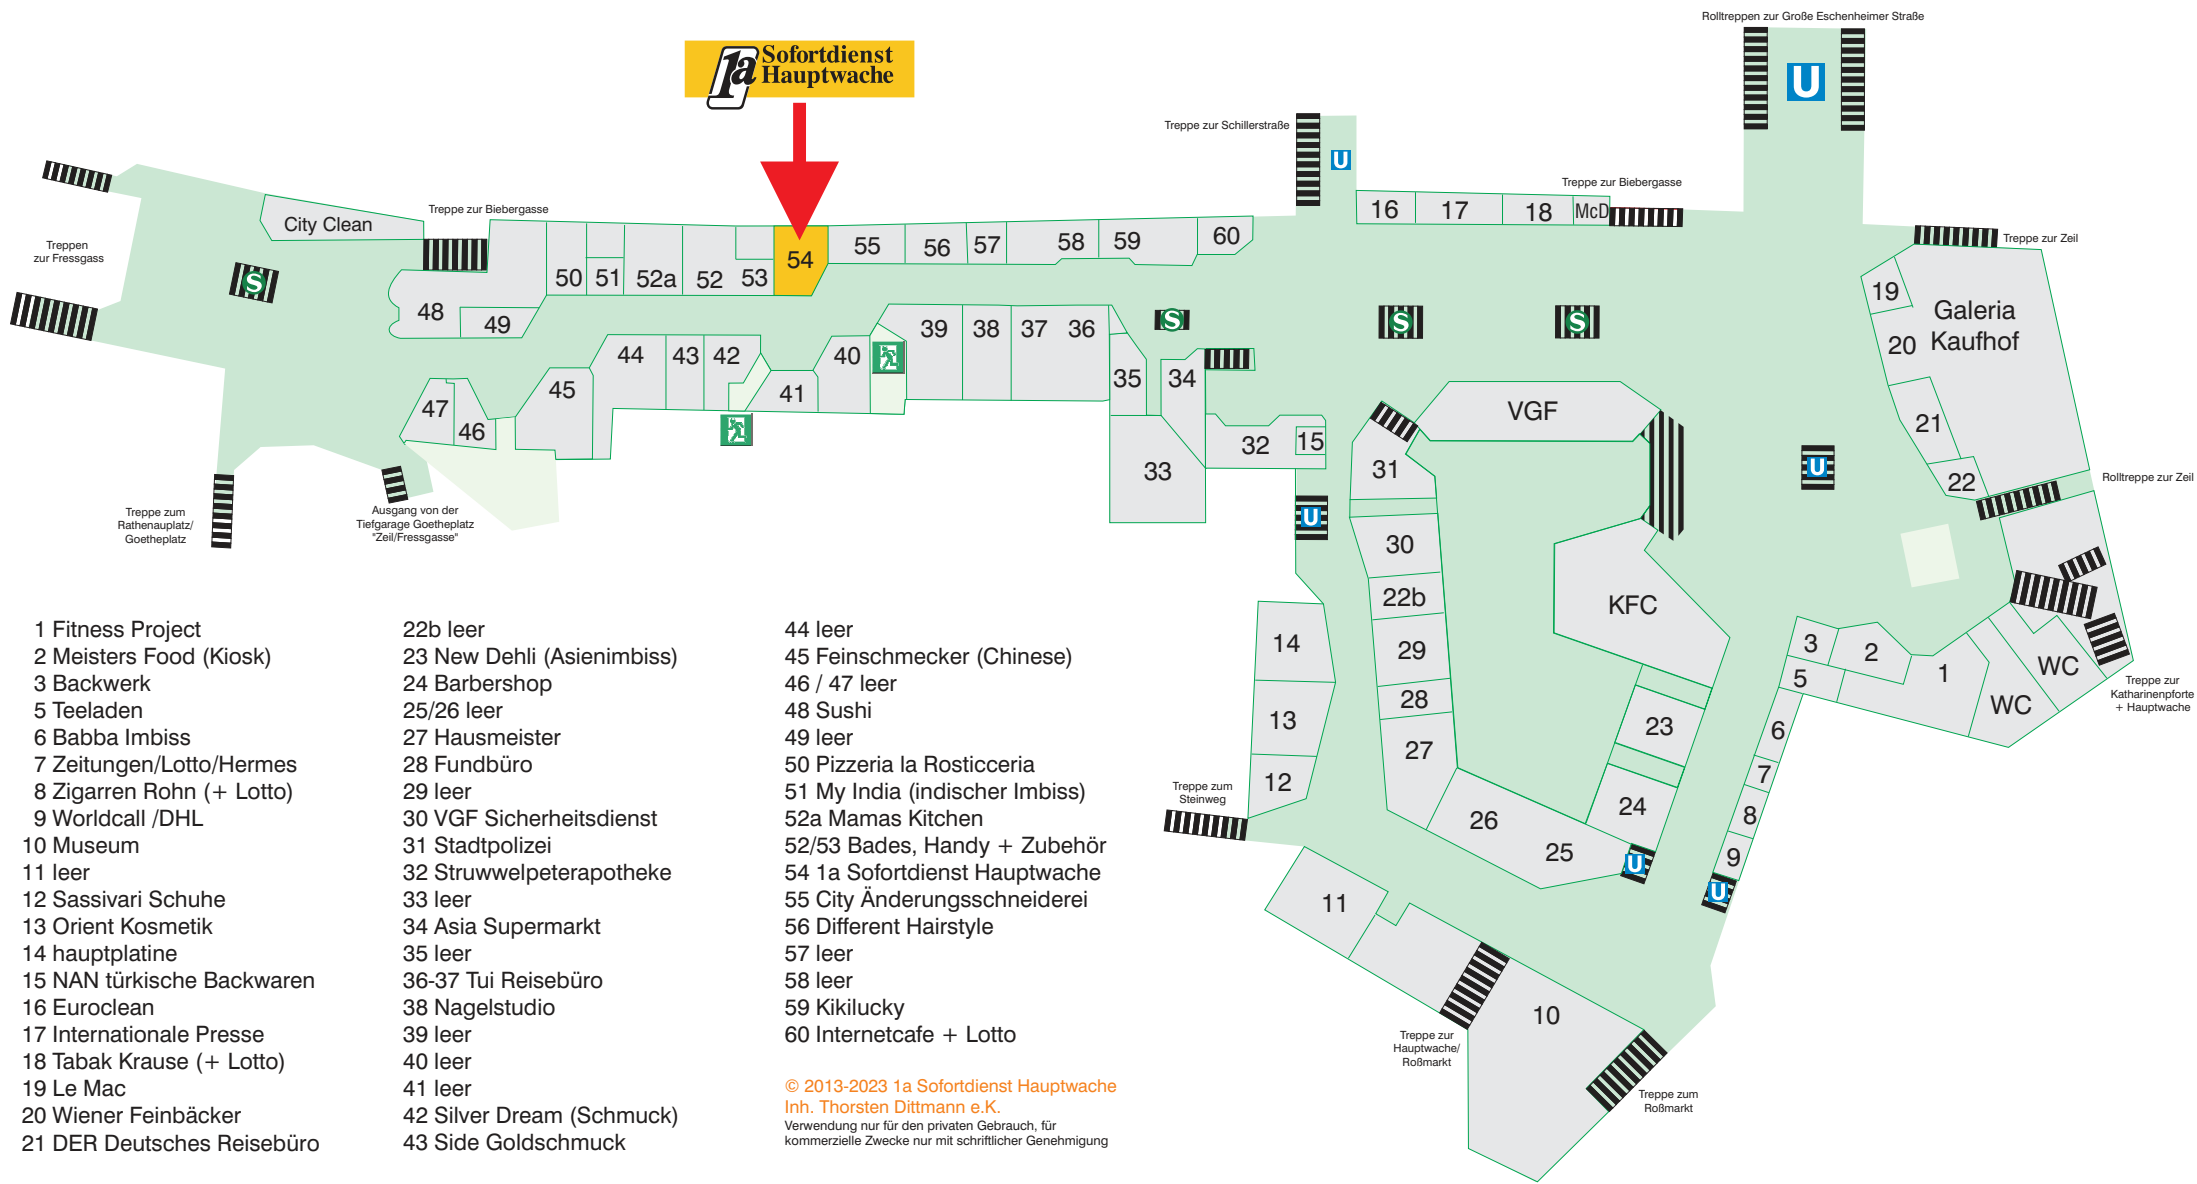 Rolltreppen zur Große Eschenheimer Straße
U
1a Sofortdienst
Hauptwache
Treppe zur Schillerstraße
U
Treppe zur Biebergasse
16
17
18
McD
Treppe zur Biebergasse
City Clean
Treppen
zur Fressgass
S
50
51
52a
52
53
54
55
56
57
58
59
60
Treppe zur Zeil
48
49
19
Galeria
Kaufhof
20
21
22
S
S
S
44
43
42
41
40
39
38
37
36
35
34
45
47
46
33
32
15
VGF
31
U
U
Rolltreppe zur Zeil
Treppe zum
Rathenauplatz/
Goetheplatz
Ausgang von der
Tiefgarage Goetheplatz
"Zeil/Fressgasse"
30
22b
29
28
27
26
25
KFC
23
24
U
14
13
12
Treppe zum
Steinweg
3
2
5
1
WC
WC
6
7
8
9
U
Treppe zur
Katharinenpforte
+ Hauptwache
11
10
Treppe zur
Hauptwache/
Roßmarkt
Treppe zum
Roßmarkt
1 Fitness Project
2 Meisters Food (Kiosk)
3 Backwerk
5 Teeladen
6 Babba Imbiss
7 Zeitungen/Lotto/Hermes
8 Zigarren Rohn (+ Lotto)
9 Worldcall /DHL
10 Museum
11 leer
12 Sassivari Schuhe
13 Orient Kosmetik
14 hauptplatine
15 NAN türkische Backwaren
16 Euroclean
17 Internationale Presse
18 Tabak Krause (+ Lotto)
19 Le Mac
20 Wiener Feinbäcker
21 DER Deutsches Reisebüro
22b leer
23 New Dehli (Asienimbiss)
24 Barbershop
25/26 leer
27 Hausmeister
28 Fundbüro
29 leer
30 VGF Sicherheitsdienst
31 Stadtpolizei
32 Struwwelpeterapotheke
33 leer
34 Asia Supermarkt
35 leer
36-37 Tui Reisebüro
38 Nagelstudio
39 leer
40 leer
41 leer
42 Silver Dream (Schmuck)
43 Side Goldschmuck
44 leer
45 Feinschmecker (Chinese)
46 / 47 leer
48 Sushi
49 leer
50 Pizzeria la Rosticceria
51 My India (indischer Imbiss)
52a Mamas Kitchen
52/53 Bades, Handy + Zubehör
54 1a Sofortdienst Hauptwache
55 City Änderungsschneiderei
56 Different Hairstyle
57 leer
58 leer
59 Kikilucky
60 Internetcafe + Lotto
© 2013-2023 1a Sofortdienst Hauptwache
Inh. Thorsten Dittmann e.K.
Verwendung nur für den privaten Gebrauch, für
kommerzielle Zwecke nur mit schriftlicher Genehmigung